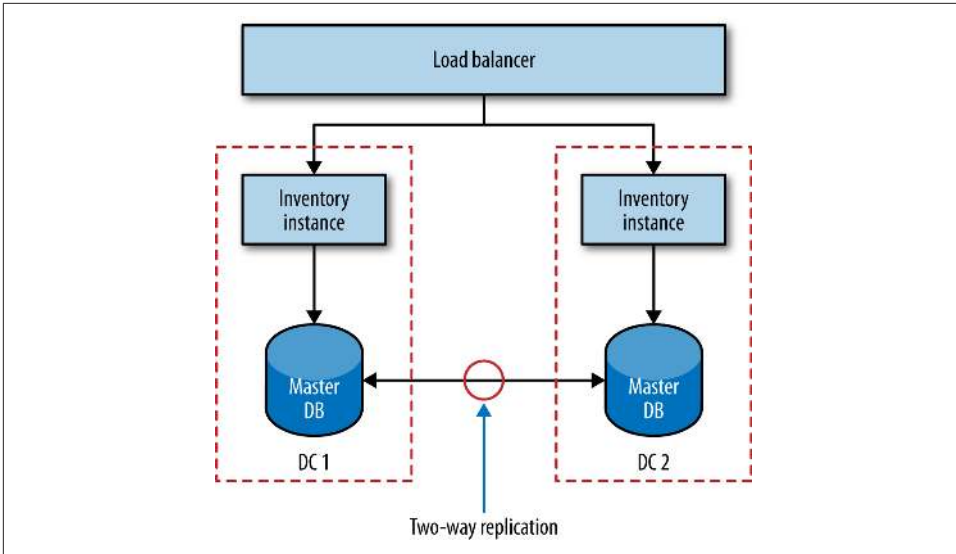 Load balancer
Inventory
instance
Inventory
instance
Master
DB
Master
DB
DC 1
DC 2
Two-way replication